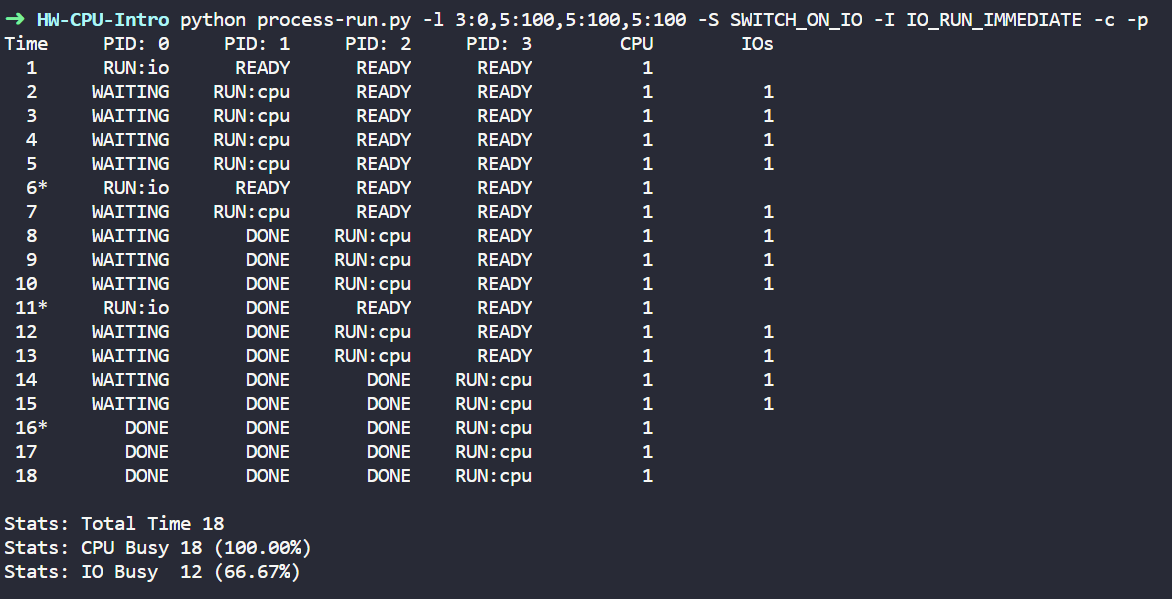 → HW-CPU-Intro python process-run.py -l 3:0,5:100,5:100,5:100 -S SWITCH_ON_IO -I IO_RUN_IMMEDIATE -c -p
Time PID: 0 PID: 1 PID: 2 PID: 3 CPU IOs
1 RUN:io READY READY READY 1
2 WAITING RUN:cpu READY READY 1 1
3 WAITING RUN:cpu READY READY 1 1
4 WAITING RUN:cpu READY READY 1 1
5 WAITING RUN:cpu READY READY 1 1
6* RUN:io READY READY READY 1
7 WAITING RUN:cpu READY READY 1 1
8 WAITING DONE RUN:cpu READY 1 1
9 WAITING DONE RUN:cpu READY 1 1
10 WAITING DONE RUN:cpu READY 1 1
11* RUN:io DONE READY READY 1
12 WAITING DONE RUN:cpu READY 1 1
13 WAITING DONE RUN:cpu READY 1 1
14 WAITING DONE DONE RUN:cpu 1 1
15 WAITING DONE DONE RUN:cpu 1 1
16* DONE DONE DONE RUN:cpu 1
17 DONE DONE DONE RUN:cpu 1
18 DONE DONE DONE RUN:cpu 1
Stats: Total Time 18
Stats: CPU Busy 18 (100.00%)
Stats: IO Busy 12 (66.67%)